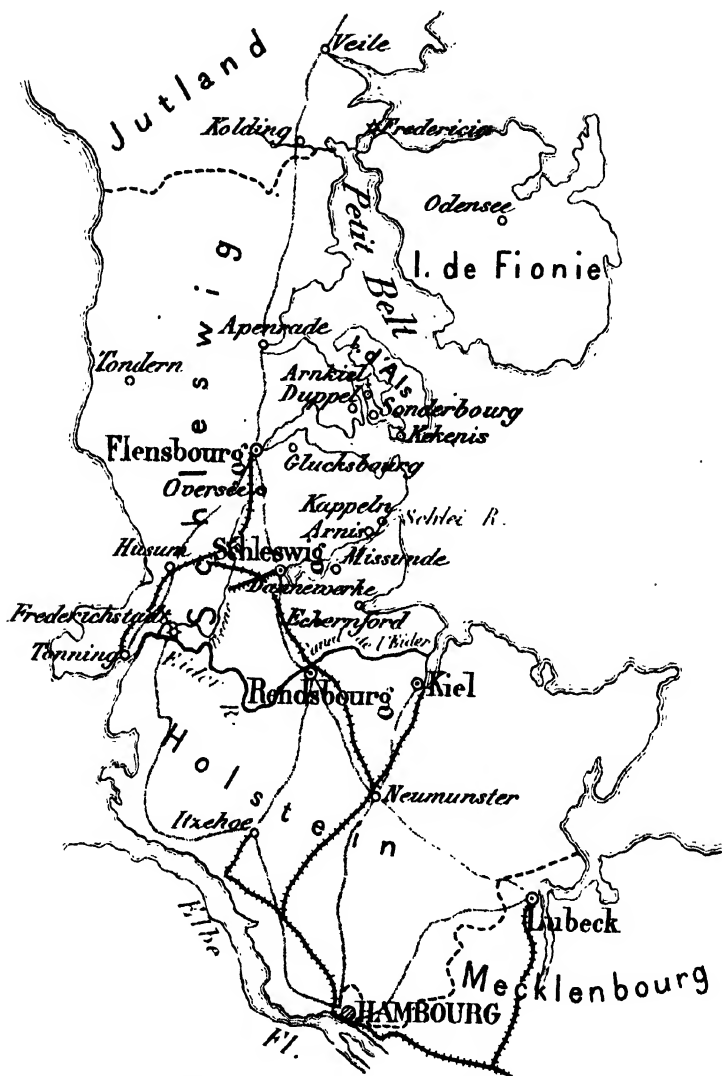 Veile
Jutland
Kolding
Fredericia
Odensee
Petit Belt
I. de Fionie
Schleswig
Apenrade
Tondern
I. d'Als
Arnkiel
Duppel
Sonderbourg
Kekenis
Flensbourg
Glucksbourg
Oversee
Kappeln
Schlei R.
Arnis
Husum
Schleswig
Missunde
Dannewerke
Frederichstadt
Eckernford
Canal de l'Eider
Tonning
Eider R.
Rendsbourg
Kiel
Holstein
Neumunster
Itzehoe
Elbe Fl.
Lubeck
Mecklenbourg
HAMBOURG